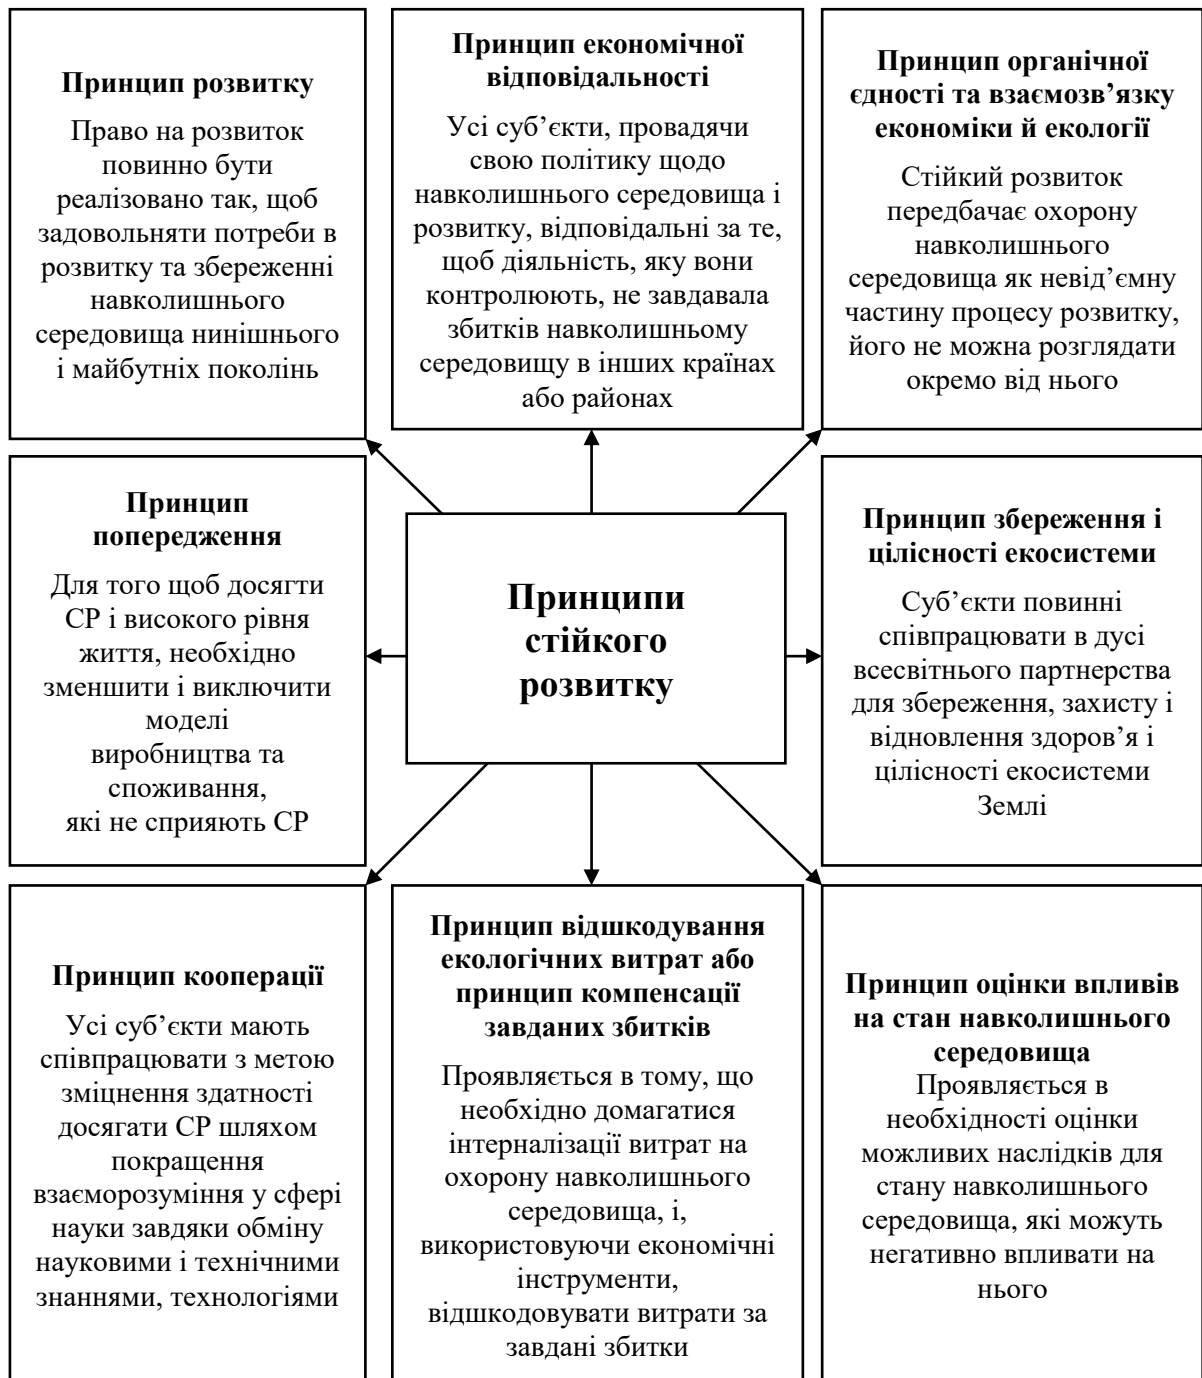 Принцип розвитку
Право на розвиток
повинно бути
реалізовано так, щоб
задовольняти потреби в
розвитку та збереженні
навколишнього
середовища нинішнього
і майбутніх поколінь
Принцип економічної
відповідальності
Усі суб’єкти, провадячи
свою політику щодо
навколишнього середовища і
розвитку, відповідальні за те,
щоб діяльність, яку вони
контролюють, не завдавала
збитків навколишньому
середовищу в інших країнах
або районах
Принцип органічної
єдності та взаємозв’язку
економіки й екології
Стійкий розвиток
передбачає охорону
навколишнього
середовища як невід’ємну
частину процесу розвитку,
його не можна розглядати
окремо від нього
Принцип
попередження
Для того щоб досягти
СР і високого рівня
життя, необхідно
зменшити і виключити
моделі
виробництва та
споживання,
які не сприяють СР
Принципи
стійкого
розвитку
Принцип збереження і
цілісності екосистеми
Суб’єкти повинні
співпрацювати в дусі
всесвітнього партнерства
для збереження, захисту і
відновлення здоров’я і
цілісності екосистеми
Землі
Принцип кооперації
Усі суб’єкти мають
співпрацювати з метою
зміцнення здатності
досягати СР шляхом
покращення
взаєморозуміння у сфері
науки завдяки обміну
науковими і технічними
знаннями, технологіями
Принцип відшкодування
екологічних витрат або
принцип компенсації
завданих збитків
Проявляється в тому, що
необхідно домагатися
інтерналізації витрат на
охорону навколишнього
середовища, і,
використовуючи економічні
інструменти,
відшкодовувати витрати за
завдані збитки
Принцип оцінки впливів
на стан навколишнього
середовища
Проявляється в
необхідності оцінки
можливих наслідків для
стану навколишнього
середовища, які можуть
негативно впливати на
нього